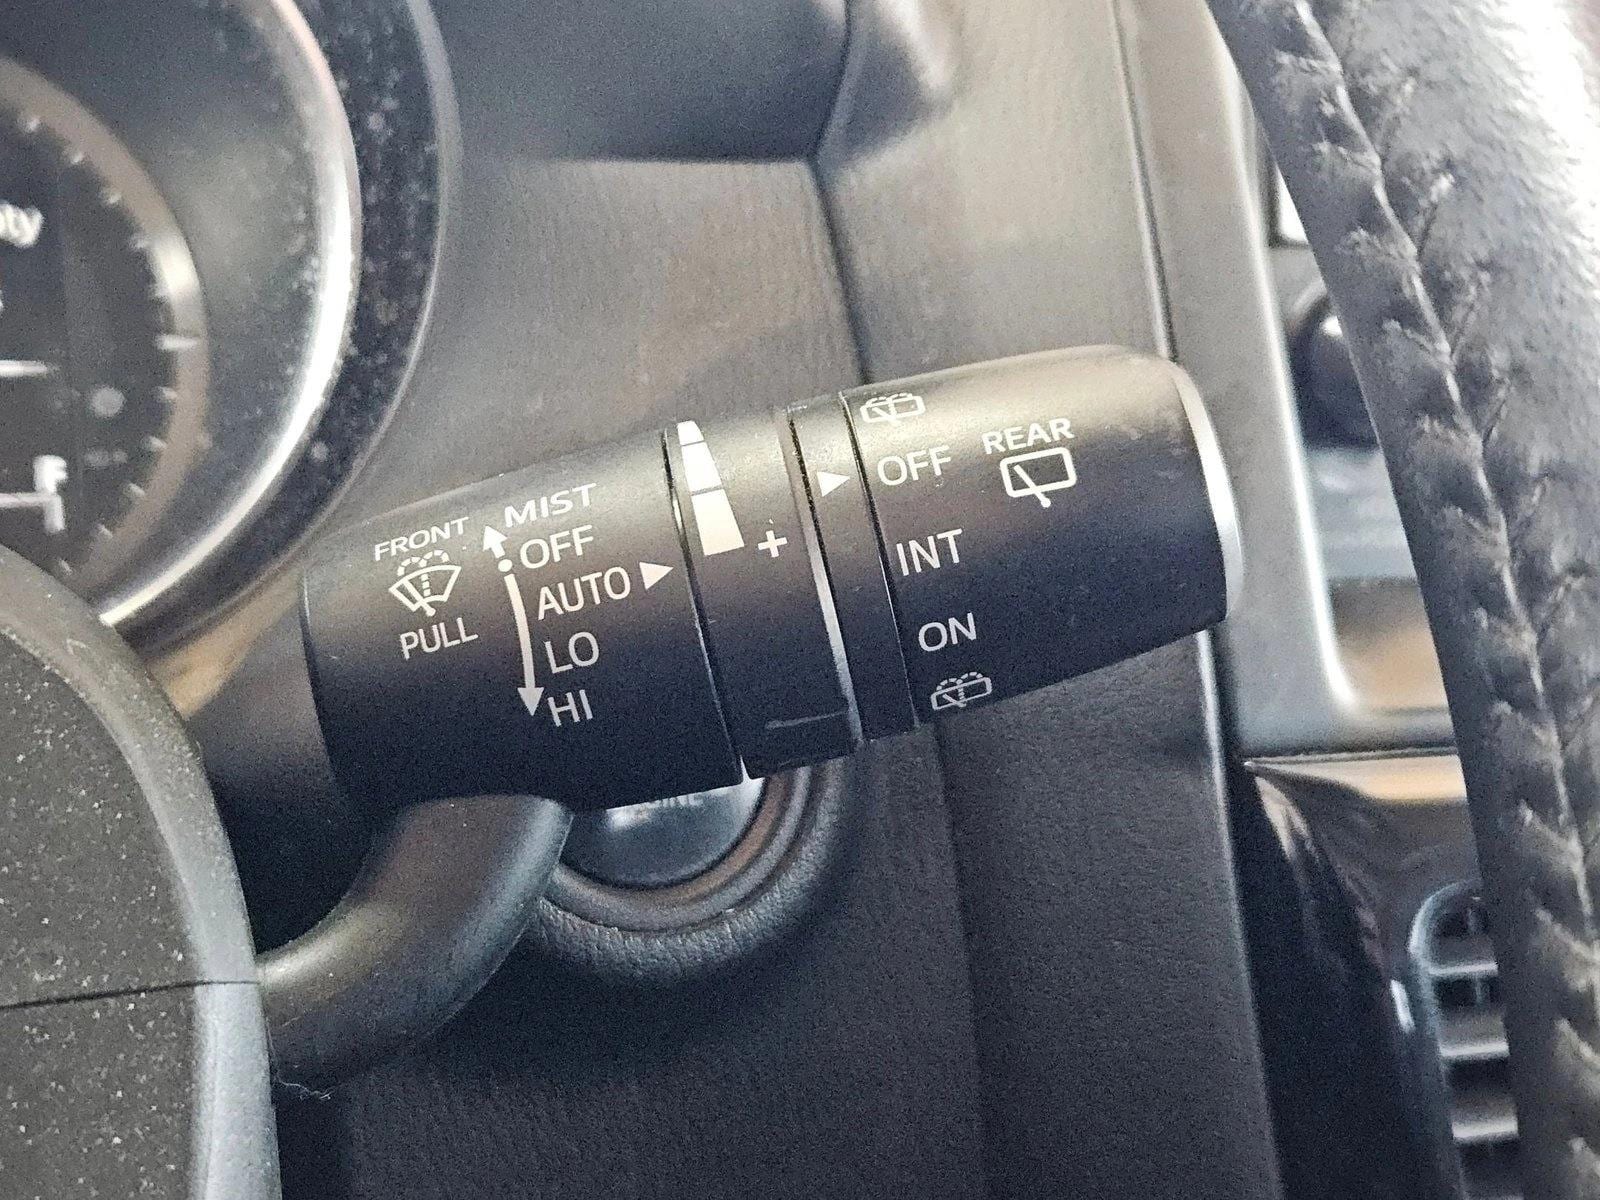 FRONT
PULL
MIST
OFF
AUTO
LO
HI
+
OFF
INT
ON
REAR
F